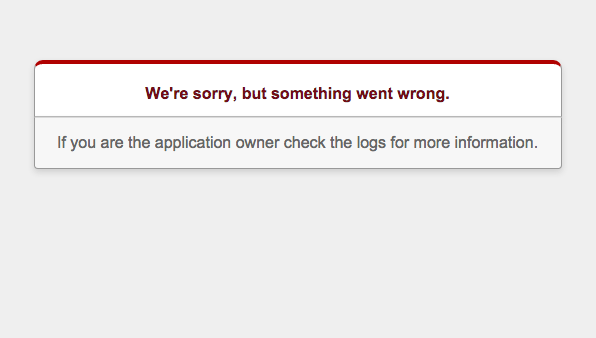 We're sorry, but something went wrong.
If you are the application owner check the logs for more information.